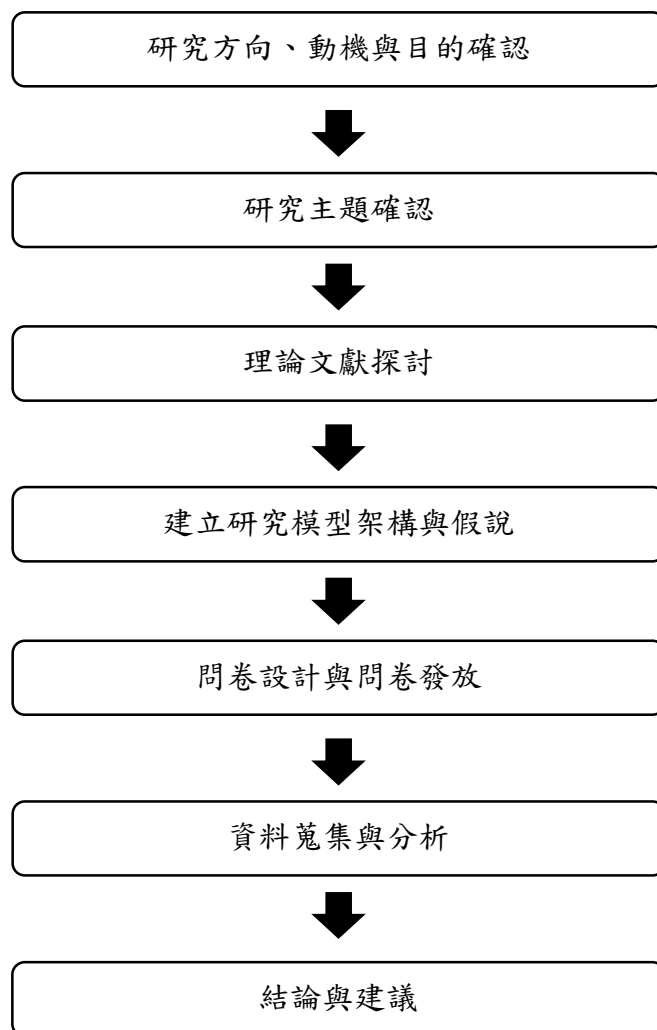 研究方向、動機與目的確認
研究主題確認
理論文獻探討
建立研究模型架構與假說
問卷設計與問卷發放
資料蒐集與分析
結論與建議